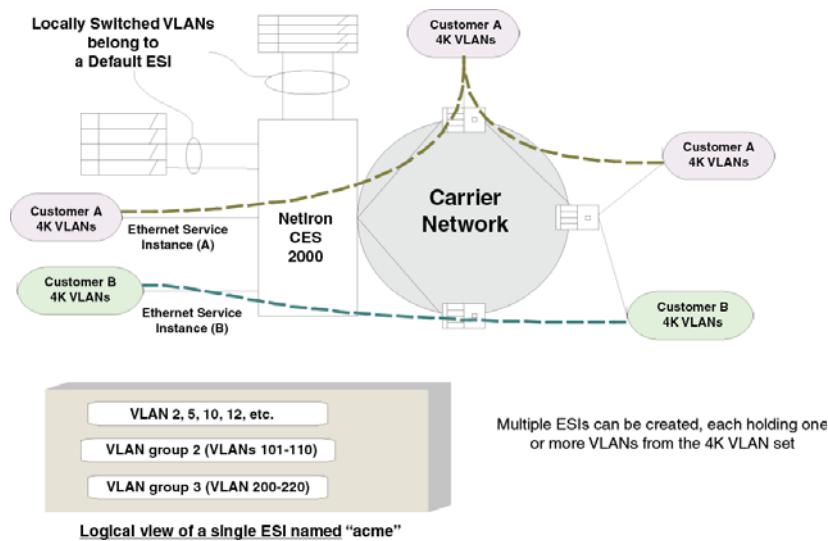 Locally Switched VLANs
belong to
a Default ESI
Customer A
4K VLANs
Customer A
4K VLANs
Carrier
Network
NetIron
CES
2000
Customer A
4K VLANs
Ethernet Service
Instance (A)
Customer B
4K VLANs
Ethernet Service
Instance (B)
Customer B
4K VLANs
VLAN 2, 5, 10, 12, etc.
VLAN group 2 (VLANs 101-110)
VLAN group 3 (VLAN 200-220)
Logical view of a single ESI named “acme”
Multiple ESIs can be created, each holding one
or more VLANs from the 4K VLAN set